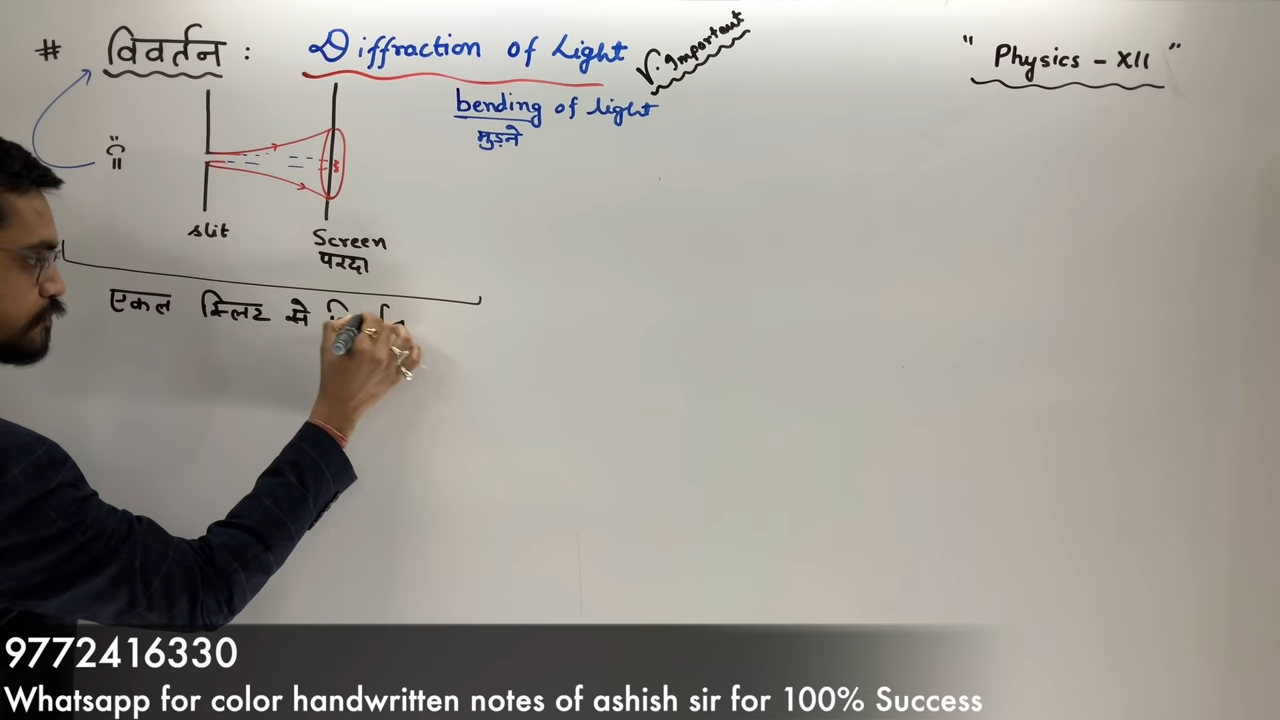 # विवर्तन : Diffraction of Light V. Important
" Physics - XII "
bending of light
मुड़ने
slit
Screen
परदा
एकल स्लिट से
9772416330
Whatsapp for color handwritten notes of ashish sir for 100% Success